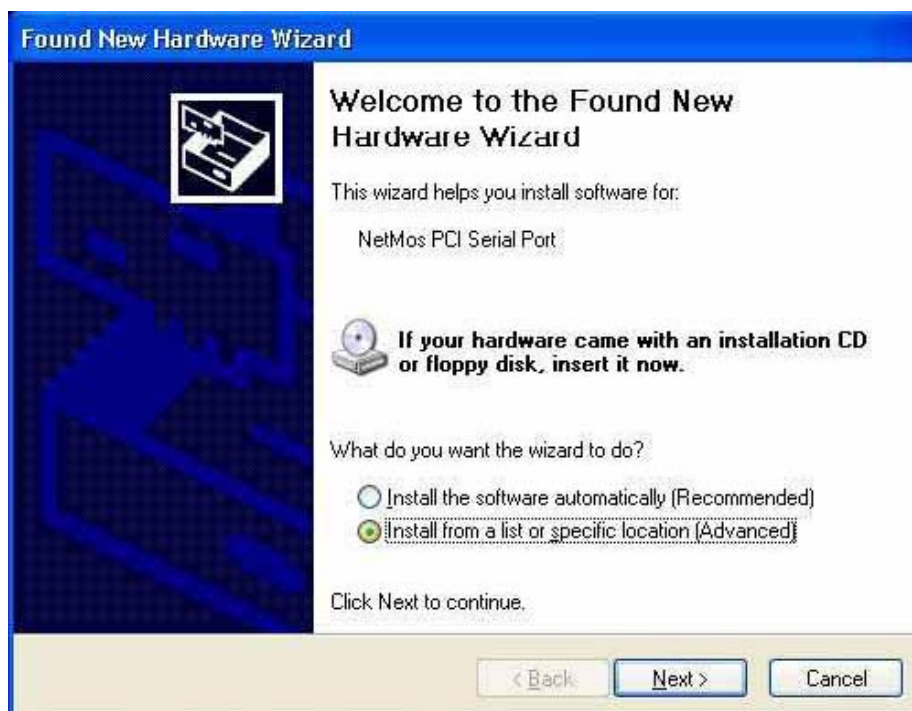 Found New Hardware Wizard
Welcome to the Found New
Hardware Wizard
This wizard helps you install software for:
NetMos PCI Serial Port
If your hardware came with an installation CD
or floppy disk, insert it now.
What do you want the wizard to do?
Install the software automatically (Recommended)
Install from a list or specific location (Advanced)
Click Next to continue.
< Back
Next >
Cancel